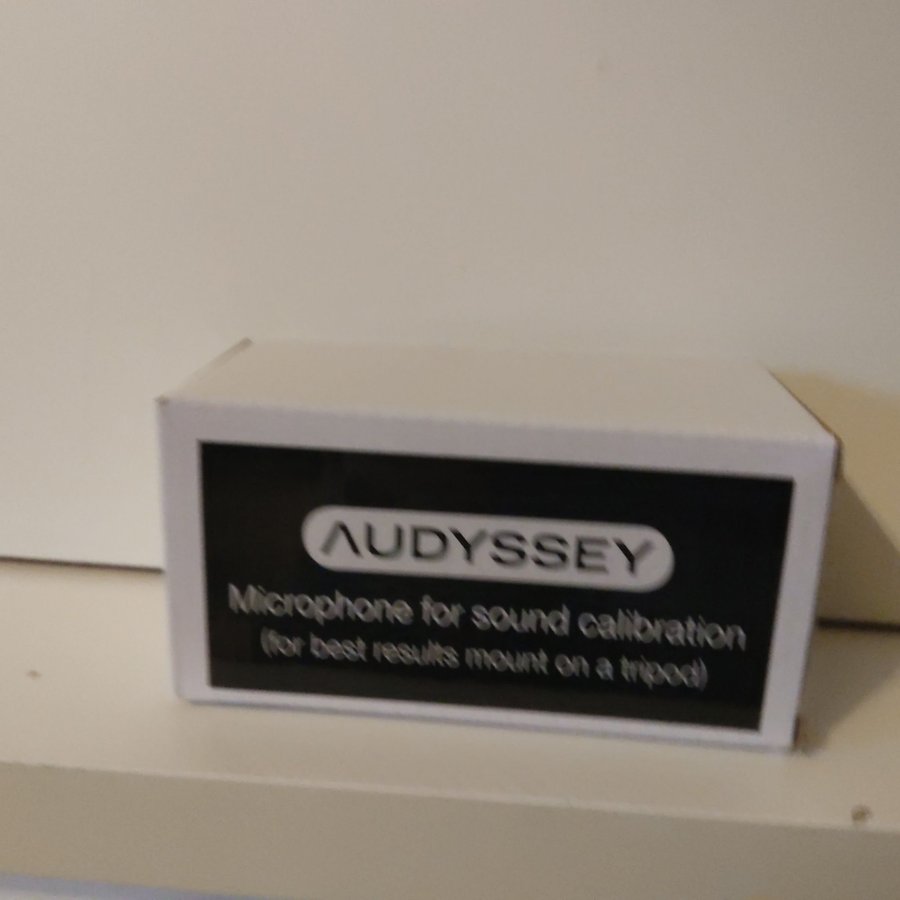 AUDYSSEY
Microphone for sound calibration
(for best results mount on a tripod)